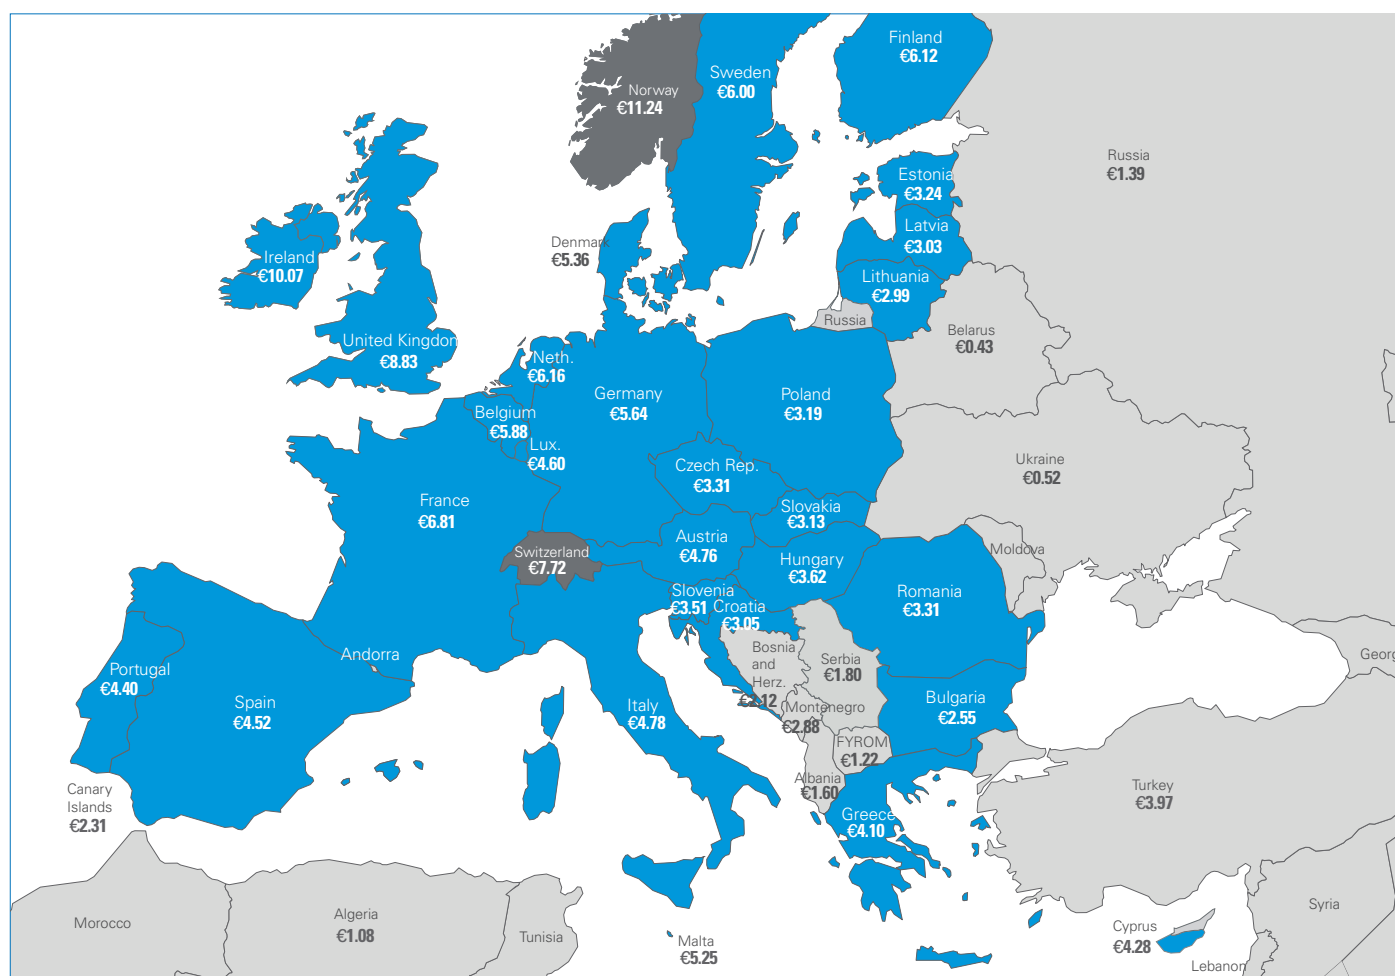 Finland
€6.12
Sweden
€6.00
Norway
€11.24
Russia
€1.39
Estonia
€3.24
Latvia
€3.03
Denmark
€5.36
Ireland
€10.07
Lithuania
€2.99
Russia
Belarus
€0.43
United Kingdon
€8.83
Neth.
€6.16
Germany
€5.64
Poland
€3.19
Belgium
€5.88
Lux.
€4.60
Ukraine
€0.52
Czech Rep.
€3.31
France
€6.81
Slovakia
€3.13
Austria
€4.76
Switzerland
€7.72
Hungary
€3.62
Moldova
Slovenia
€3.51
Croatia
€3.05
Romania
€3.31
Andorra
Bosnia
and
Herz.
€2.12
Serbia
€1.80
Georg
Portugal
€4.40
Spain
€4.52
Italy
€4.78
Montenegro
€2.88
Bulgaria
€2.55
FYROM
€1.22
Albania
€1.60
Turkey
€3.97
Canary
Islands
€2.31
Greece
€4.10
Morocco
Algeria
€1.08
Tunisia
Malta
€5.25
Cyprus
€4.28
Syria
Lebanon